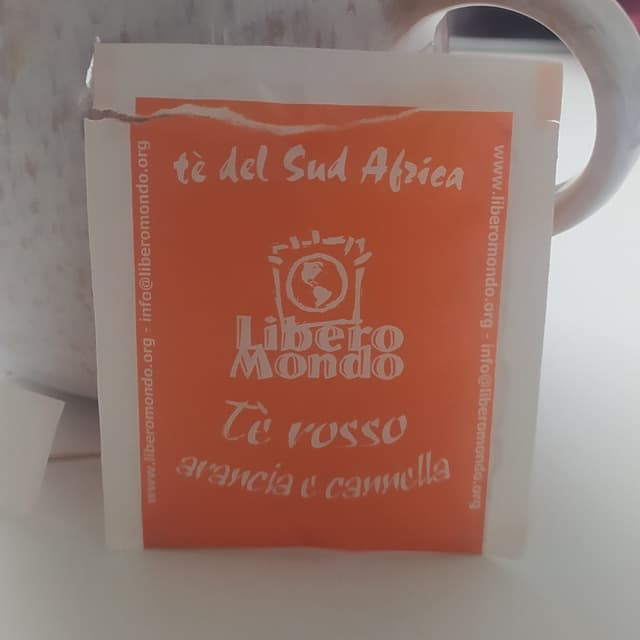 tè del Sud Africa
www.liberomondo.org - info@liberomondo.org
www.liberomondo.org - info@liberomondo.org
Libero
Mondo
Tè rosso
arancia e cannella